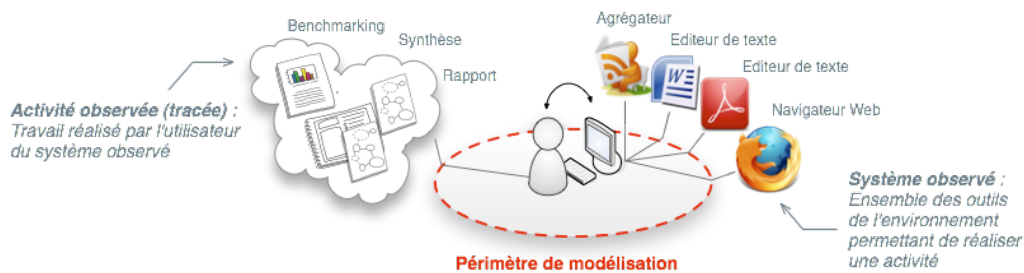 Benchmarking
Synthèse
Rapport
Agrégateur
Editeur de texte
Editeur de texte
Navigateur Web
W
Activité observée (tracée) :
Travail réalisé par l'utilisateur
du système observé
Système observé :
Ensemble des outils
de l'environnement
permettant de réaliser
une activité
Périmètre de modélisation